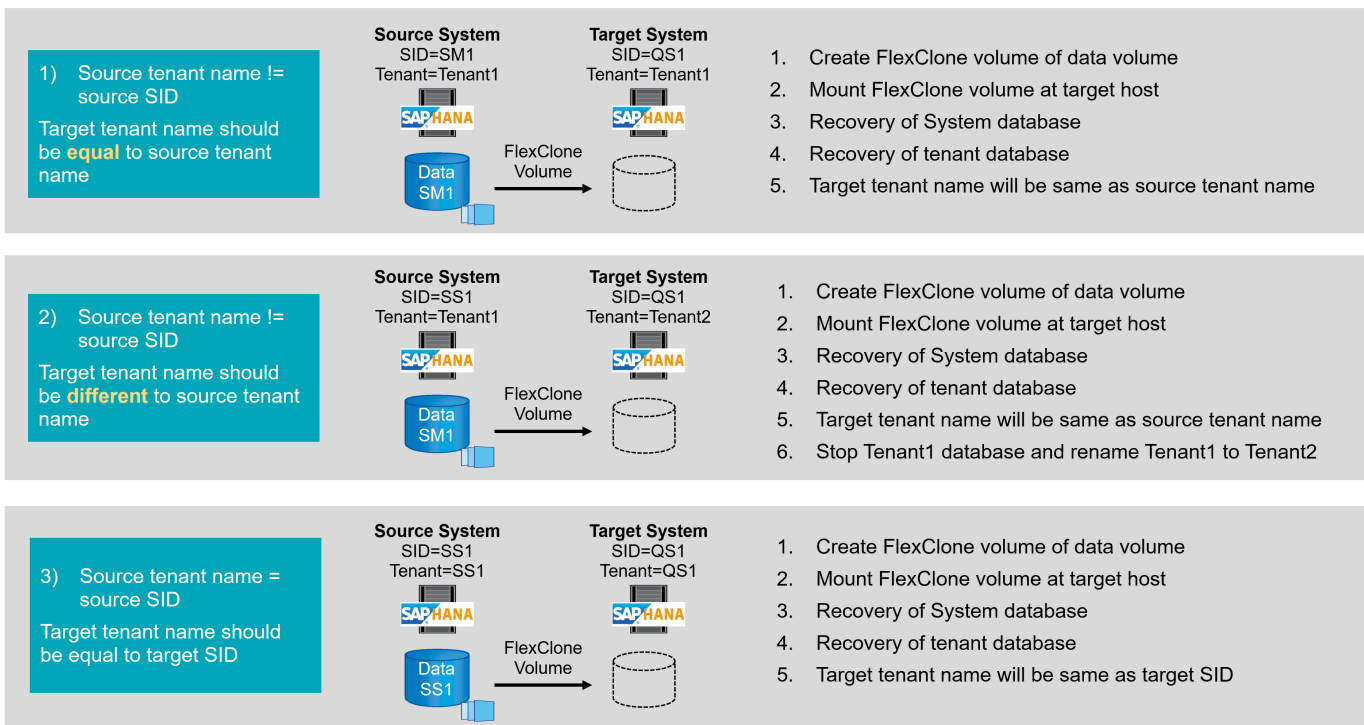 1) Source tenant name !=
source SID
Target tenant name should
be equal to source tenant
name
Source System
SID=SM1
Tenant=Tenant1
SAP HANA
Data
SM1
FlexClone
Volume
Target System
SID=QS1
Tenant=Tenant1
SAP HANA
1. Create FlexClone volume of data volume
2. Mount FlexClone volume at target host
3. Recovery of System database
4. Recovery of tenant database
5. Target tenant name will be same as source tenant name
2) Source tenant name !=
source SID
Target tenant name should
be different to source tenant
name
Source System
SID=SS1
Tenant=Tenant1
SAP HANA
Data
SM1
FlexClone
Volume
Target System
SID=QS1
Tenant=Tenant2
SAP HANA
1. Create FlexClone volume of data volume
2. Mount FlexClone volume at target host
3. Recovery of System database
4. Recovery of tenant database
5. Target tenant name will be same as source tenant name
6. Stop Tenant1 database and rename Tenant1 to Tenant2
3) Source tenant name =
source SID
Target tenant name should
be equal to target SID
Source System
SID=SS1
Tenant=SS1
SAP HANA
Data
SS1
FlexClone
Volume
Target System
SID=QS1
Tenant=QS1
SAP HANA
1. Create FlexClone volume of data volume
2. Mount FlexClone volume at target host
3. Recovery of System database
4. Recovery of tenant database
5. Target tenant name will be same as target SID